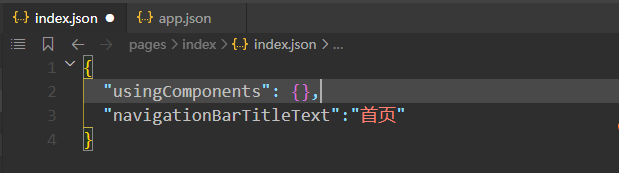 index.json
app.json
pages > index > index.json > ...
1 {
2 "usingComponents": {},
3 "navigationBarTitleText":"首页"
4 }